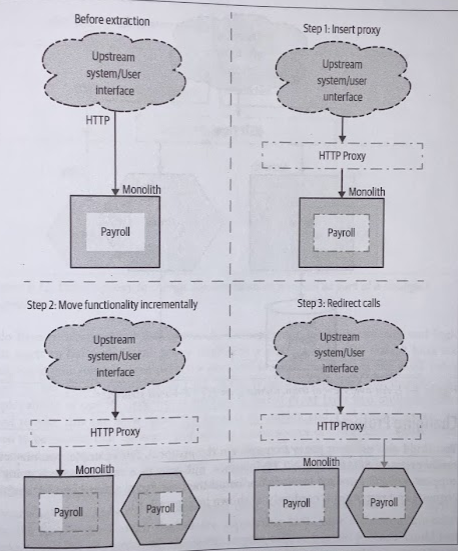 Before extraction
Upstream
system/User
interface
HTTP
Monolith
Payroll
Step 1: Insert proxy
Upstream
system/user
unterface
HTTP Proxy
Monolith
Payroll
Step 2: Move functionality incrementally
Upstream
system/User
interface
HTTP Proxy
Monolith
Payroll
Payroll
Step 3: Redirect calls
Upstream
system/User
interface
HTTP Proxy
Monolith
Payroll
Payroll